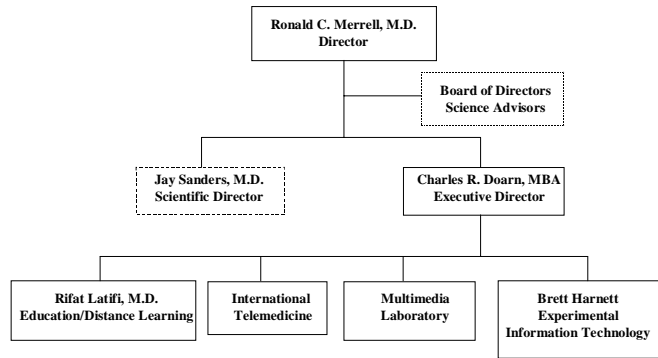 Ronald C. Merrell, M.D.
Director
Board of Directors
Science Advisors
Jay Sanders, M.D.
Scientific Director
Charles R. Doarn, MBA
Executive Director
Rifat Latifi, M.D.
Education/Distance Learning
International
Telemedicine
Multimedia
Laboratory
Brett Harnett
Experimental
Information Technology